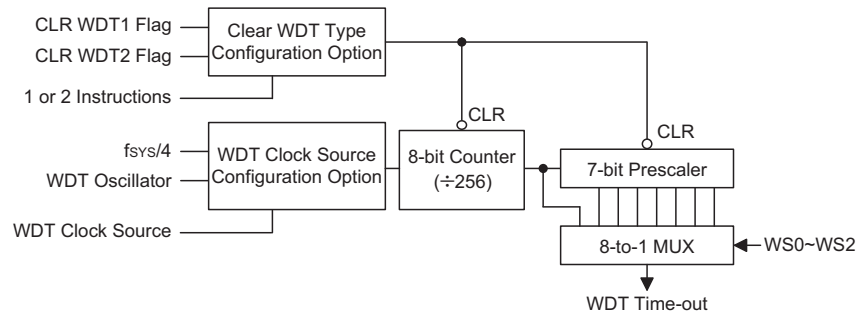 CLR WDT1 Flag
CLR WDT2 Flag
1 or 2 Instructions
Clear WDT Type
Configuration Option
CLR
CLR
fSYS/4
WDT Oscillator
WDT Clock Source
WDT Clock Source
Configuration Option
8-bit Counter
(÷256)
7-bit Prescaler
8-to-1 MUX
WS0~WS2
WDT Time-out